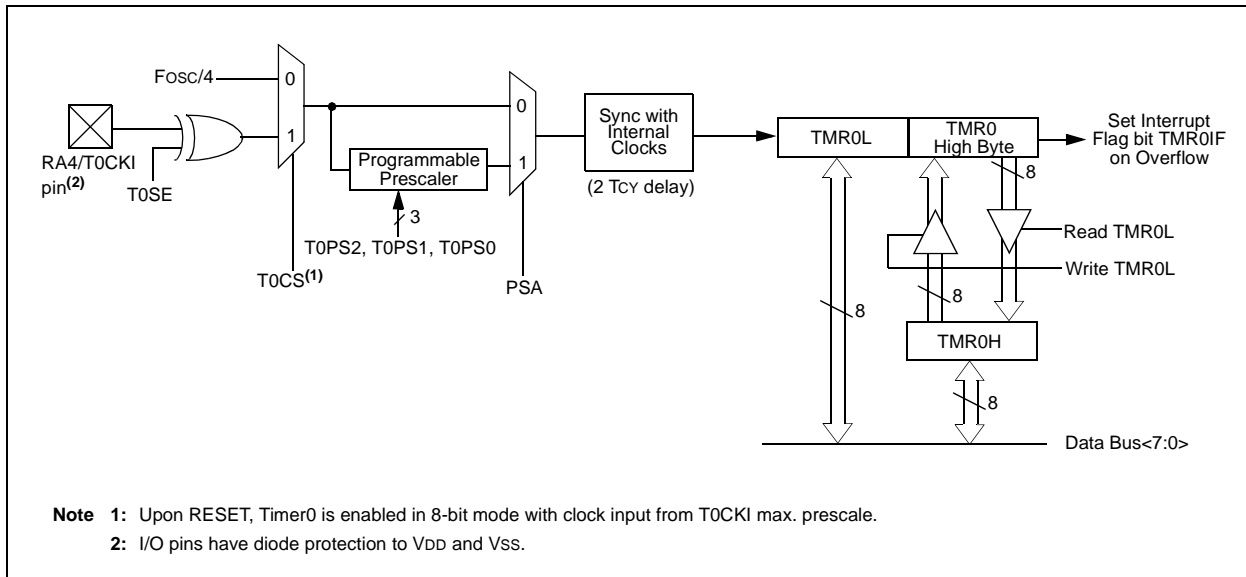 FOSC/4
0
1
RA4/T0CKI
pin(2)
T0SE
T0CS(1)
Programmable
Prescaler
3
T0PS2, T0PS1, T0PS0
0
1
PSA
Sync with
Internal
Clocks
(2 TCY delay)
TMR0L
TMR0
High Byte
Set Interrupt
Flag bit TMR0IF
on Overflow
8
Read TMR0L
Write TMR0L
8
8
TMR0H
8
Data Bus<7:0>
Note 1: Upon RESET, Timer0 is enabled in 8-bit mode with clock input from T0CKI max. prescale.
2: I/O pins have diode protection to VDD and VSS.